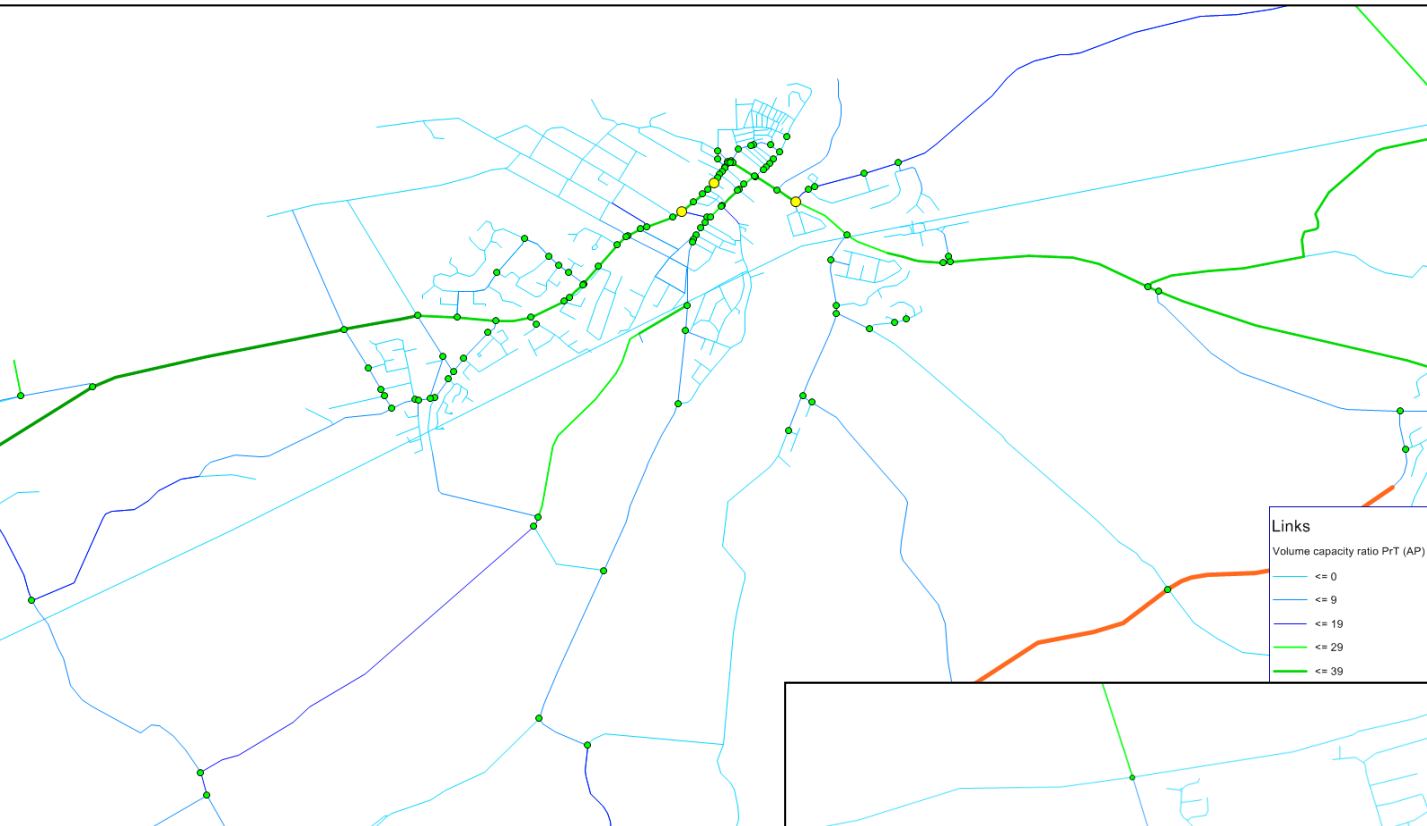 Links
Volume capacity ratio PrT (AP)
<= 0
<= 9
<= 19
<= 29
<= 39